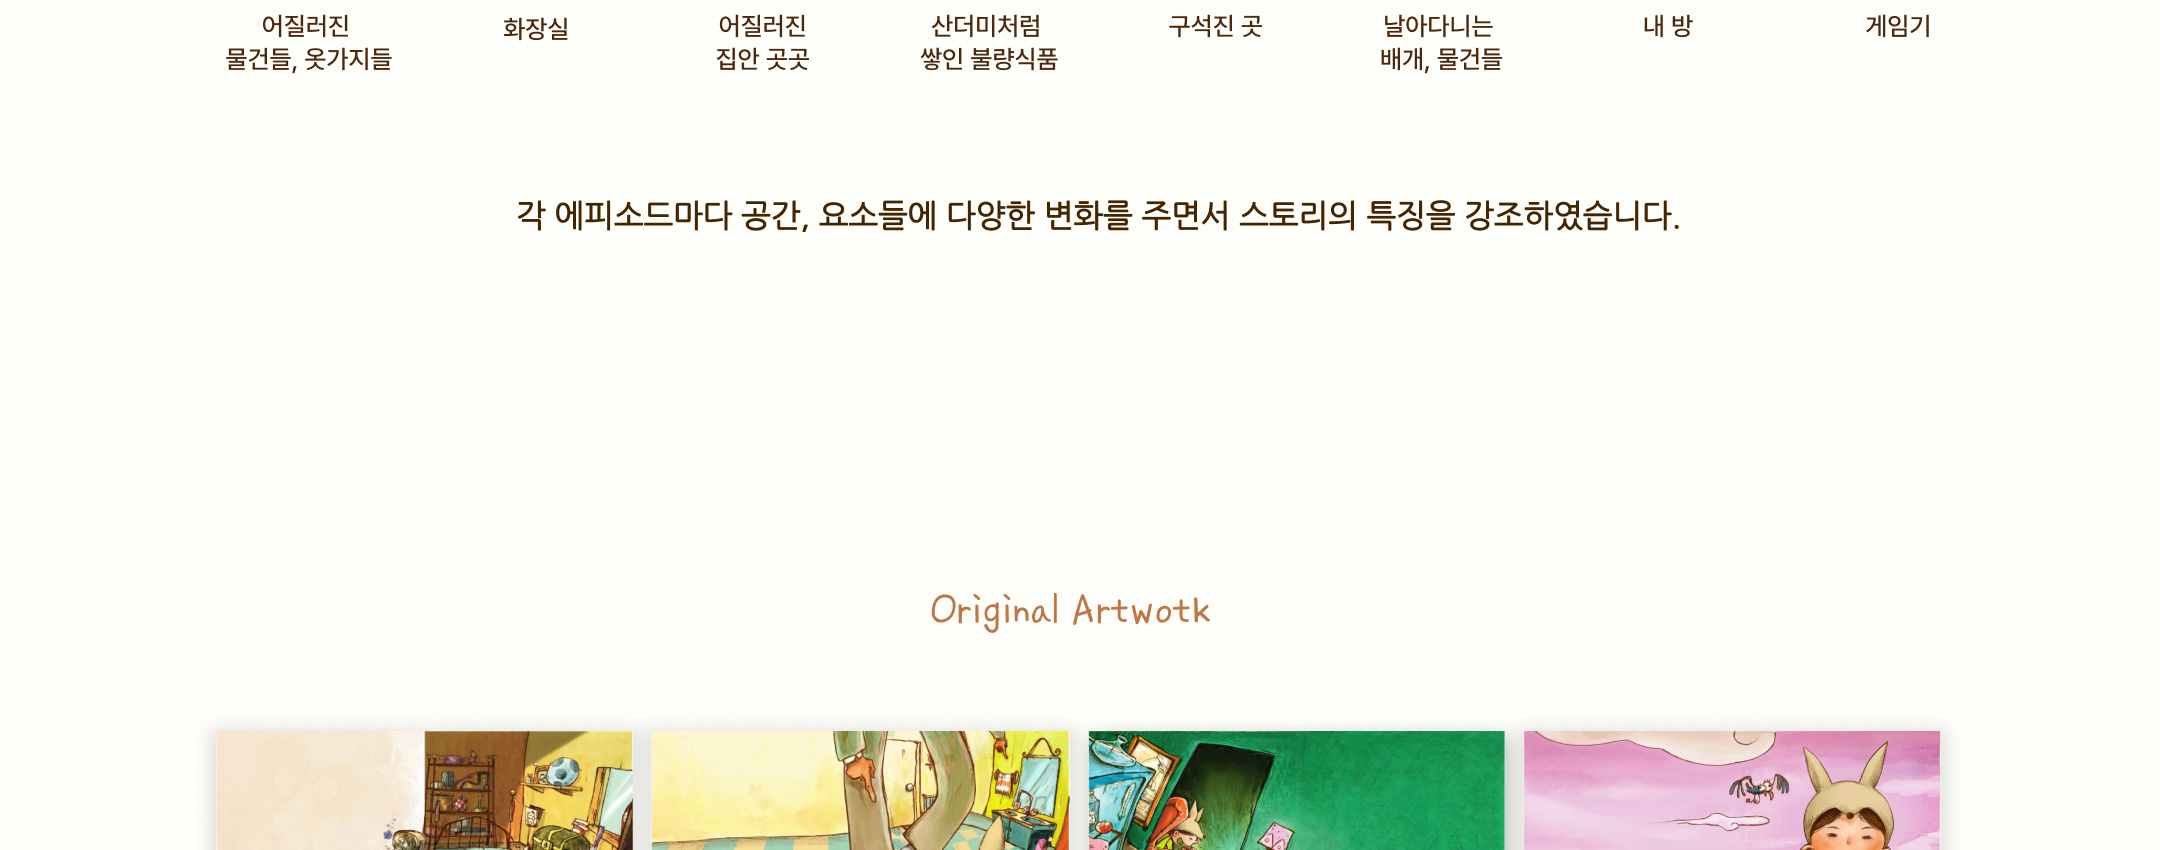 어질러진
물건들, 옷가지들
화장실
어질러진
집안 곳곳
산더미처럼
쌓인 불량식품
구석진 곳
날아다니는
배개, 물건들
내 방
게임기
각 에피소드마다 공간, 요소들에 다양한 변화를 주면서 스토리의 특징을 강조하였습니다.
Original Artwotk